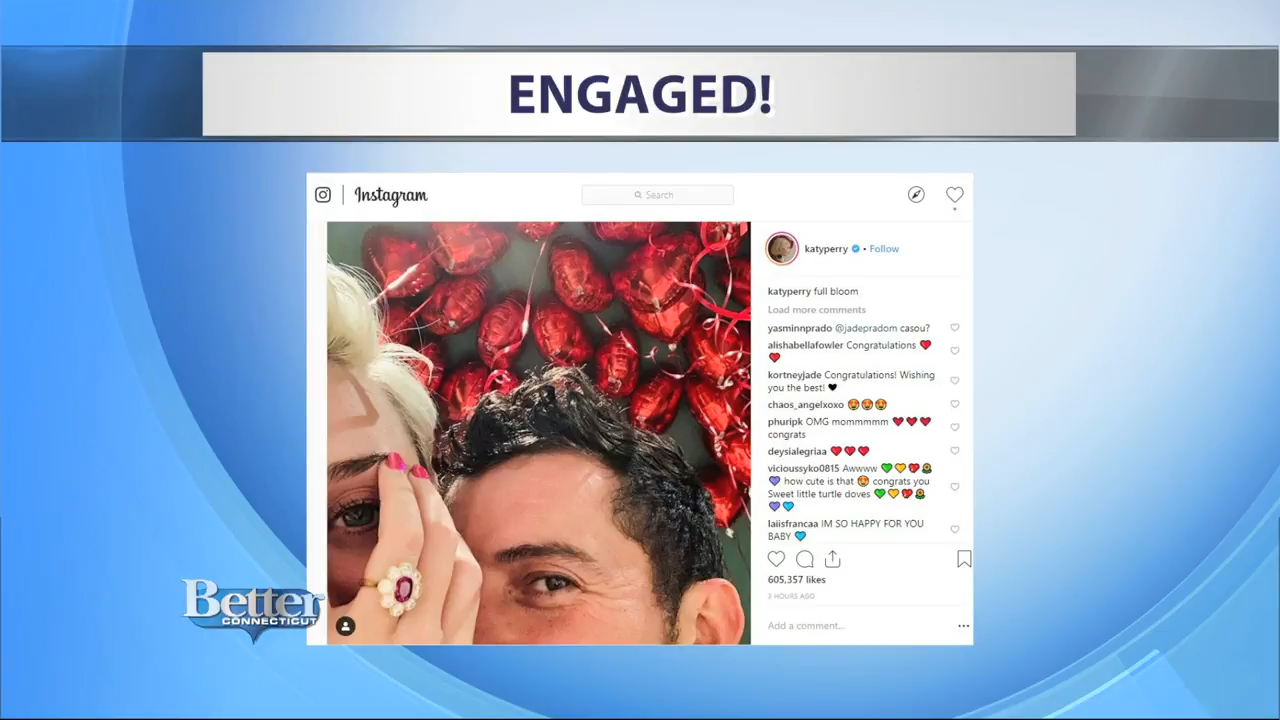 ENGAGED!
Instagram
Search
katyperry • Follow
katyperry full bloom
Load more comments
yasminnprado @jadepradom casou?
alishabellafowler Congratulations ❤️
❤️
kortneyjade Congratulations! Wishing
you the best! 🖤
chaos_angelxoxo 😍😍😍
phuripk OMG mommmmm ❤️❤️❤️
congrats
deysialegriaa ❤️❤️❤️
vicioussyko0815 Awwww 💚💛💝🌻
💜 how cute is that 😍 congrats you
Sweet little turtle doves 💚💛💝🌻
💜💙
laiisfrancaa IM SO HAPPY FOR YOU
BABY 💙
605,357 likes
3 HOURS AGO
Add a comment...
Better
CONNECTICUT